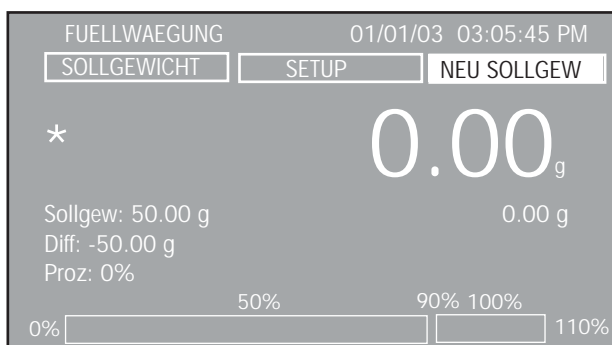 FUELLWAEGUNG 01/01/03 03:05:45 PM
SOLLGEWICHT SETUP NEU SOLLGEW
* 0.00 g
Sollgew: 50.00 g 0.00 g
Diff: -50.00 g
Proz: 0%
50% 90% 100%
0% 110%